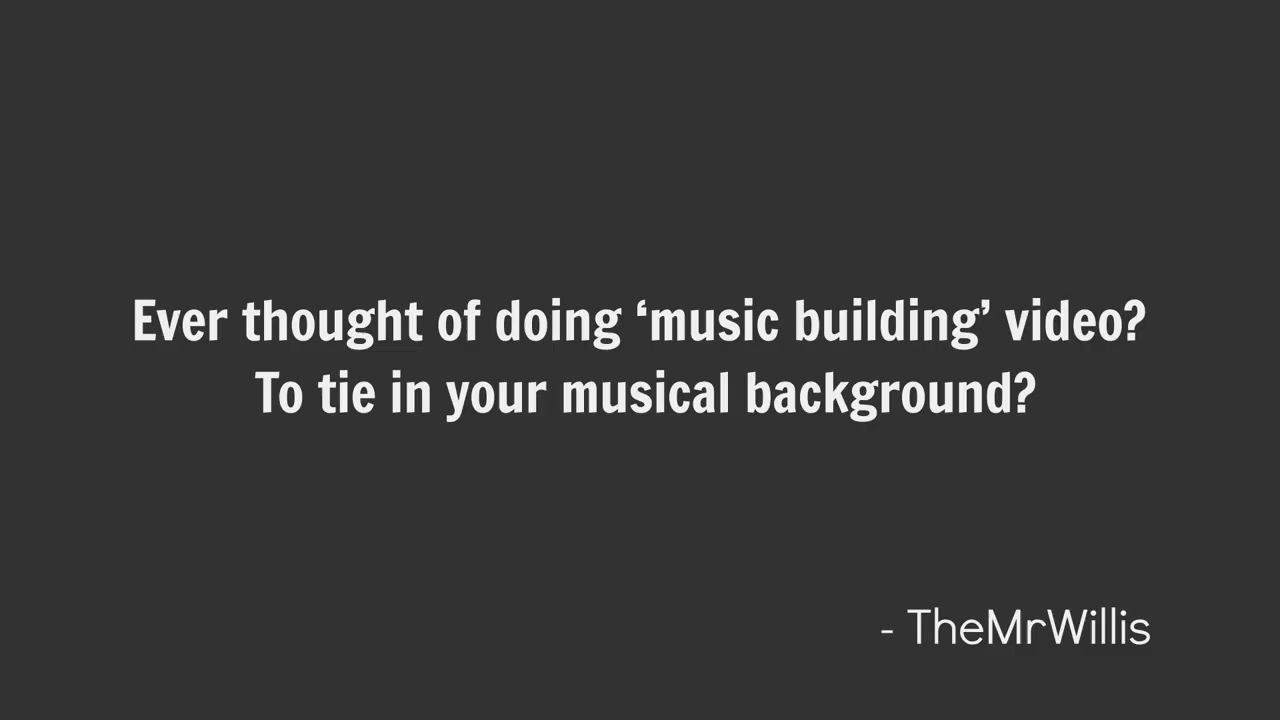 Ever thought of doing ‘music building’ video?
To tie in your musical background?
- TheMrWillis